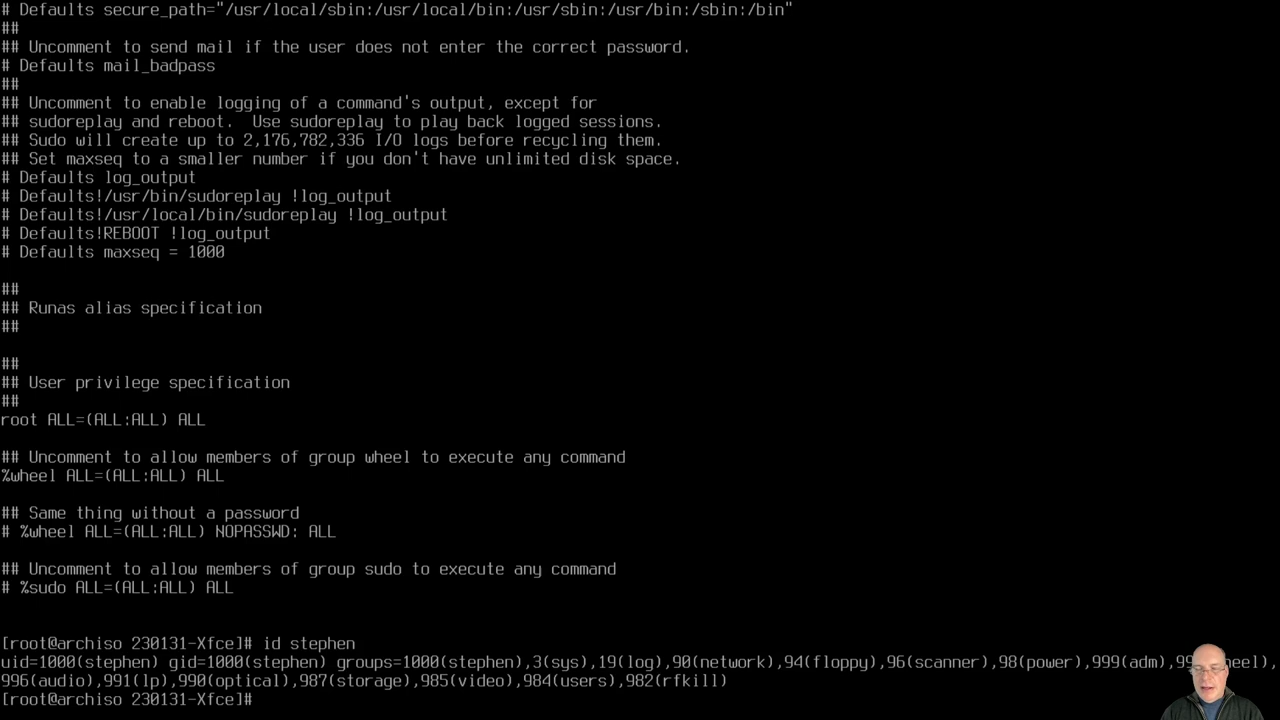 # Defaults secure_path="/usr/local/sbin:/usr/local/bin:/usr/sbin:/usr/bin:/sbin:/bin"
##
## Uncomment to send mail if the user does not enter the correct password.
# Defaults mail_badpass
##
## Uncomment to enable logging of a command's output, except for
## sudoreplay and reboot.  Use sudoreplay to play back logged sessions.
## Sudo will create up to 2,176,782,336 I/O logs before recycling them.
## Set maxseq to a smaller number if you don't have unlimited disk space.
# Defaults log_output
# Defaults!/usr/bin/sudoreplay !log_output
# Defaults!/usr/local/bin/sudoreplay !log_output
# Defaults!REBOOT !log_output
# Defaults maxseq = 1000
##
## Runas alias specification
##
##
## User privilege specification
##
root ALL=(ALL:ALL) ALL
## Uncomment to allow members of group wheel to execute any command
%wheel ALL=(ALL:ALL) ALL
## Same thing without a password
# %wheel ALL=(ALL:ALL) NOPASSWD: ALL
## Uncomment to allow members of group sudo to execute any command
# %sudo ALL=(ALL:ALL) ALL
[root@archiso 230131-Xfce]# id stephen
uid=1000(stephen) gid=1000(stephen) groups=1000(stephen),3(sys),19(log),90(network),94(floppy),96(scanner),98(power),999(adm),
996(audio),991(lp),990(optical),987(storage),985(video),984(users),982(rfkill)
[root@archiso 230131-Xfce]#